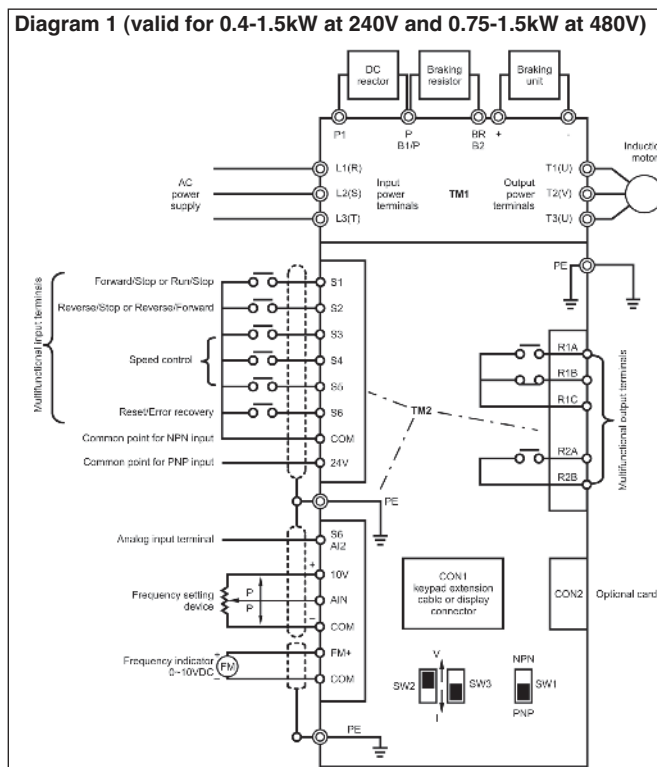 Diagram 1 (valid for 0.4-1.5kW at 240V and 0.75-1.5kW at 480V)
DC
reactor
Braking
resistor
Braking
unit
P1
P
B1/P
BR
B2
+
-
Induction
motor
AC
power
supply
L1(R)
L2(S)
L3(T)
Input
power
terminals
TM1
Output
power
terminals
T1(U)
T2(V)
T3(U)
PE
Multifunctional input terminals
Forward/Stop or Run/Stop
S1
Reverse/Stop or Reverse/Forward
S2
S3
Speed control
S4
S5
Reset/Error recovery
S6
Common point for NPN input
COM
Common point for PNP input
24V
TM2
R1A
R1B
R1C
R2A
R2B
Multifunctional output terminals
PE
Analog input terminal
S6
AI2
+
10V
Frequency setting
device
P
P
AIN
−
COM
Frequency indicator
0~10VDC
+
FM
−
FM+
COM
PE
CON1
keypad extension
cable or display
connector
CON2
Optional card
V
SW2
SW3
I
NPN
SW1
PNP